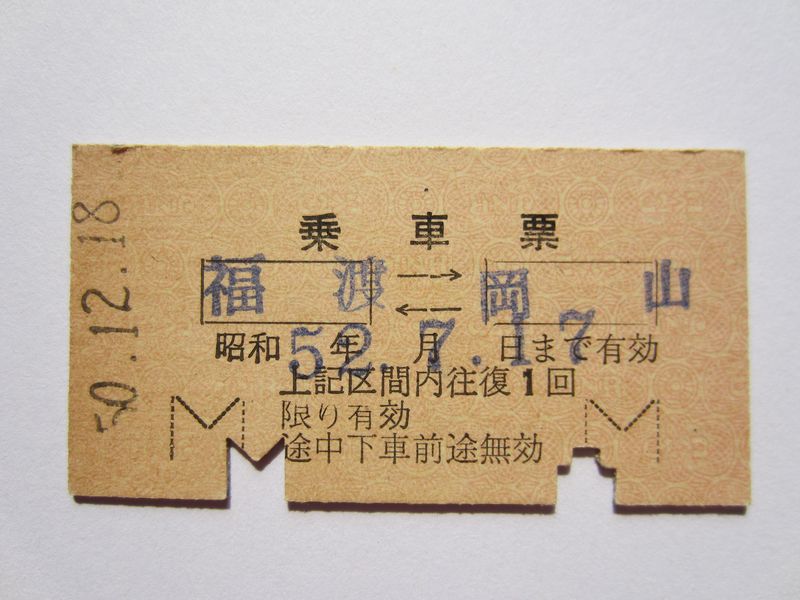 乗車票
福渡 → ← 岡山
昭和52年7月17日まで有効
上記区間内往復1回
限り有効
途中下車前途無効
50.12.18